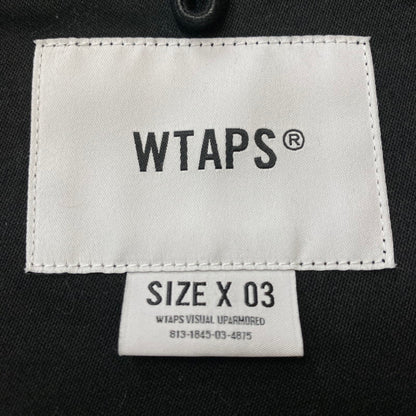 WTAPS®
SIZE X 03
WTAPS VISUAL UPARMORED
813-1845-03-4875